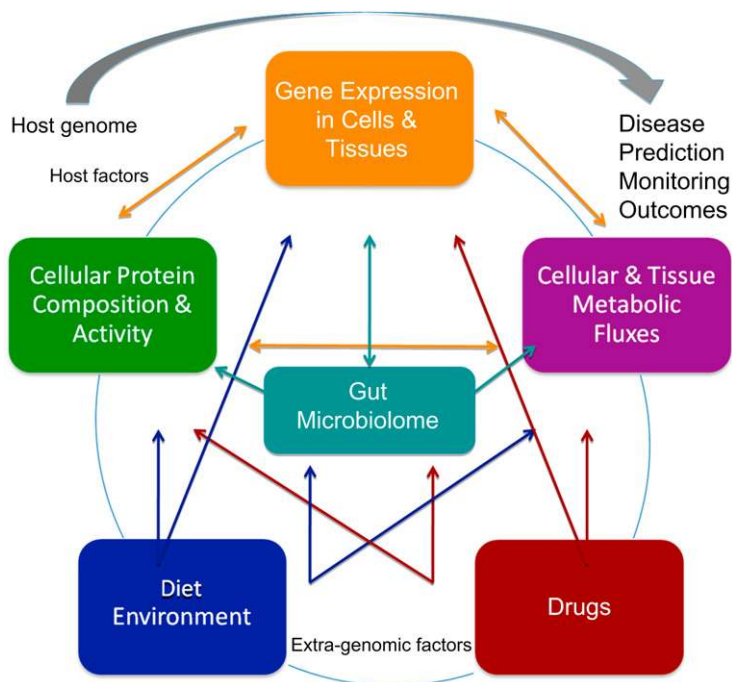 Gene Expression
in Cells &
Tissues
Host genome
Host factors
Disease
Prediction
Monitoring
Outcomes
Cellular Protein
Composition &
Activity
Cellular & Tissue
Metabolic
Fluxes
Gut
Microbiolome
Diet
Environment
Drugs
Extra-genomic factors